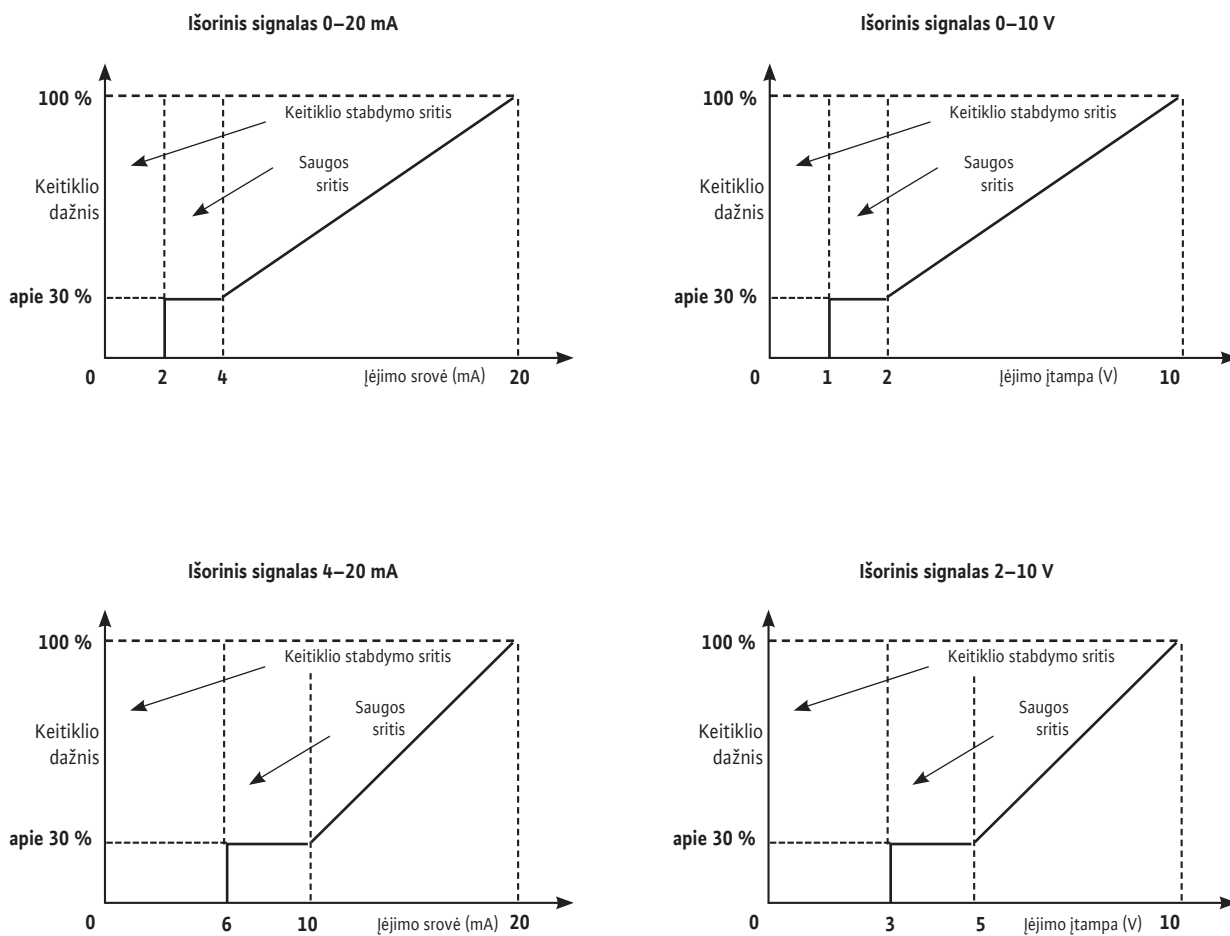 Išorinis signalas 0–20 mA
100 %
Keitiklio stabdymo sritis
Saugos
sritis
Keitiklio
dažnis
apie 30 %
0 2 4 Įėjimo srovė (mA) 20
Išorinis signalas 0–10 V
100 %
Keitiklio stabdymo sritis
Saugos
sritis
Keitiklio
dažnis
apie 30 %
0 1 2 Įėjimo įtampa (V) 10
Išorinis signalas 4–20 mA
100 %
Keitiklio stabdymo sritis
Saugos
sritis
Keitiklio
dažnis
apie 30 %
0 6 10 Įėjimo srovė (mA) 20
Išorinis signalas 2–10 V
100 %
Keitiklio stabdymo sritis
Saugos
sritis
Keitiklio
dažnis
apie 30 %
0 3 5 Įėjimo įtampa (V) 10